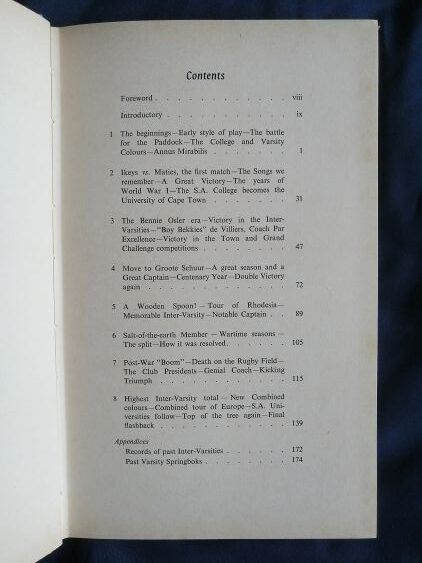 Contents
Foreword . . . . . . . . . . . viii
Introductory . . . . . . . . . . ix
1 The beginnings—Early style of play—The battle
for the Paddock—The College and Varsity
Colours—Annus Mirabilis . . . . . . . 1
2 Ikeys vs. Maties, the first match—The Songs we
remember—A Great Victory—The years of
World War I—The S.A. College becomes the
University of Cape Town . . . . . . . 31
3 The Bennie Osler era—Victory in the Inter-
Varsities—"Boy Bekkies" de Villiers, Coach Par
Excellence—Victory in the Town and Grand
Challenge competitions . . . . . . . 47
4 Move to Groote Schuur—A great season and a
Great Captain—Centenary Year—Double Victory
again . . . . . . . . . . . . 72
5 A Wooden Spoon?—Tour of Rhodesia—
Memorable Inter-Varsity—Notable Captain . . 89
6 Salt-of-the-earth Member—Wartime seasons—
The split—How it was resolved . . . . . . 105
7 Post-War "Boom"—Death on the Rugby Field—
The Club Presidents—Genial Coach—Kicking
Triumph . . . . . . . . . . . 115
8 Highest Inter-Varsity total—New Combined
colours—Combined tour of Europe—S.A. Uni-
versities follow—Top of the tree again—Final
flashback . . . . . . . . . . . 139
Appendices
Records of past Inter-Varsities . . . . . . 172
Past Varsity Springboks . . . . . . . . 174